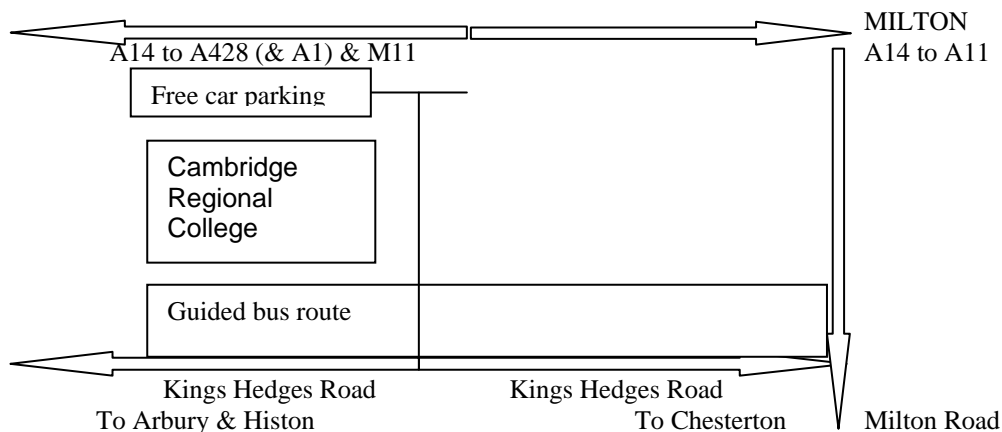 MILTON
A14 to A428 (& A1) & M11
A14 to A11
Free car parking
Cambridge
Regional
College
Guided bus route
Kings Hedges Road
Kings Hedges Road
To Arbury & Histon
To Chesterton
Milton Road